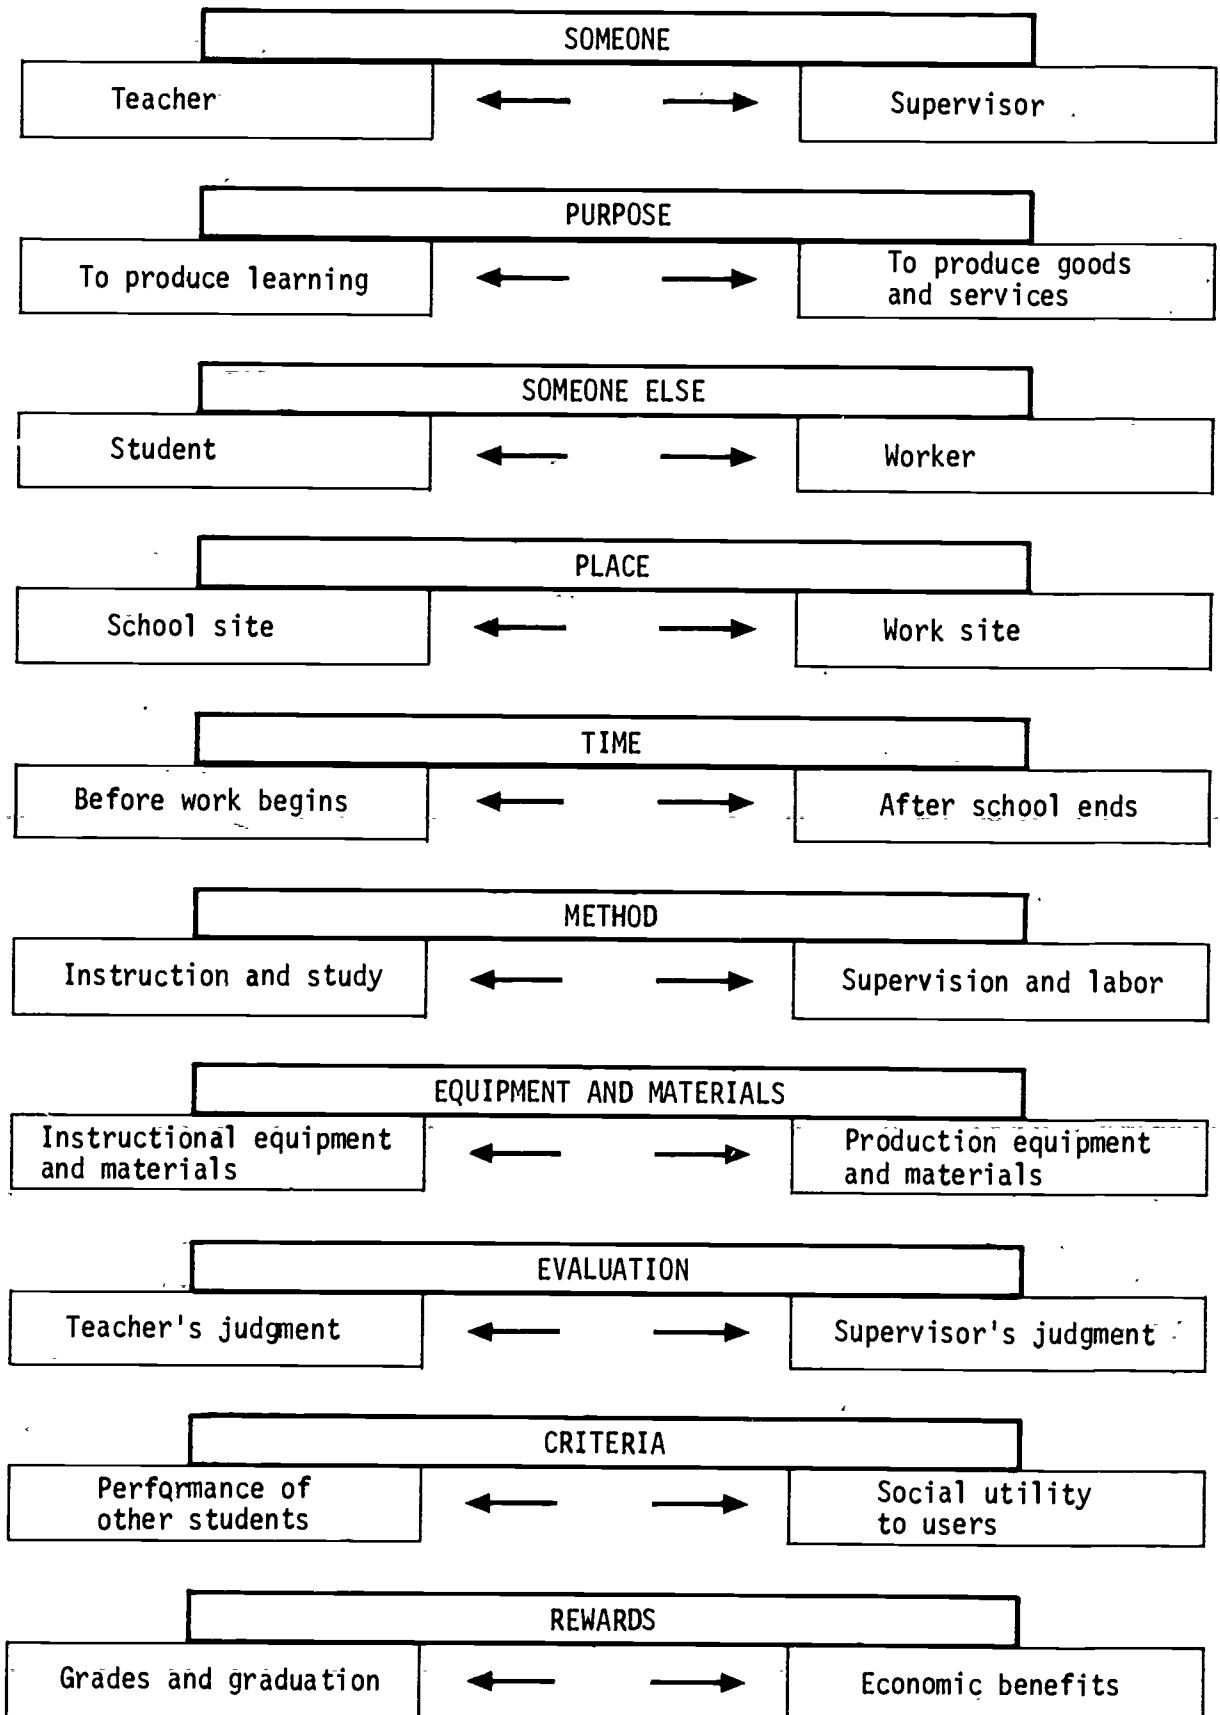 SOMEONE
Teacher
Supervisor
PURPOSE
To produce learning
To produce goods
and services
SOMEONE ELSE
Student
Worker
PLACE
School site
Work site
TIME
Before work begins
After school ends
METHOD
Instruction and study
Supervision and labor
EQUIPMENT AND MATERIALS
Instructional equipment
and materials
Production equipment
and materials
EVALUATION
Teacher's judgment
Supervisor's judgment
CRITERIA
Performance of
other students
Social utility
to users
REWARDS
Grades and graduation
Economic benefits